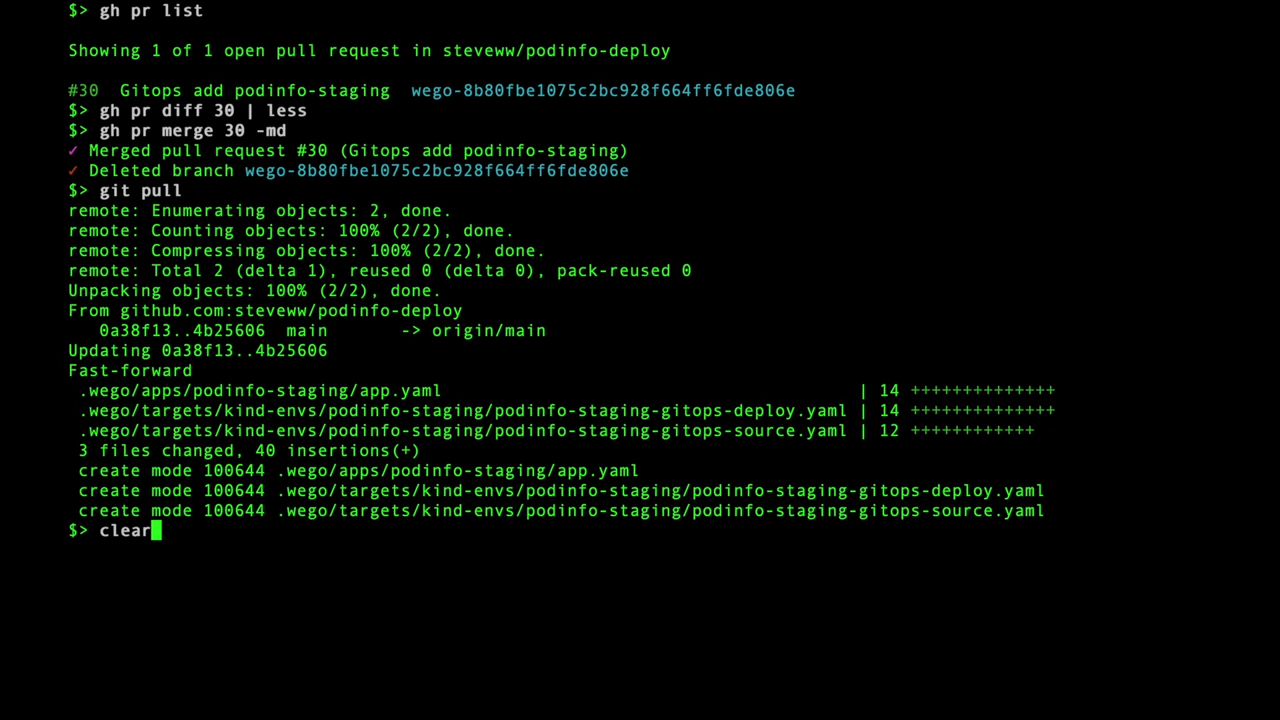 $> gh pr list
Showing 1 of 1 open pull request in steveww/podinfo-deploy
#30  Gitops add podinfo-staging  wego-8b80fbe1075c2bc928f664ff6fde806e
$> gh pr diff 30 | less
$> gh pr merge 30 -md
✓ Merged pull request #30 (Gitops add podinfo-staging)
✓ Deleted branch wego-8b80fbe1075c2bc928f664ff6fde806e
$> git pull
remote: Enumerating objects: 2, done.
remote: Counting objects: 100% (2/2), done.
remote: Compressing objects: 100% (2/2), done.
remote: Total 2 (delta 1), reused 0 (delta 0), pack-reused 0
Unpacking objects: 100% (2/2), done.
From github.com:steveww/podinfo-deploy
   0a38f13..4b25606  main       -> origin/main
Updating 0a38f13..4b25606
Fast-forward
 .wego/apps/podinfo-staging/app.yaml                                         | 14 ++++++++++++++
 .wego/targets/kind-envs/podinfo-staging/podinfo-staging-gitops-deploy.yaml | 14 ++++++++++++++
 .wego/targets/kind-envs/podinfo-staging/podinfo-staging-gitops-source.yaml | 12 ++++++++++++
 3 files changed, 40 insertions(+)
 create mode 100644 .wego/apps/podinfo-staging/app.yaml
 create mode 100644 .wego/targets/kind-envs/podinfo-staging/podinfo-staging-gitops-deploy.yaml
 create mode 100644 .wego/targets/kind-envs/podinfo-staging/podinfo-staging-gitops-source.yaml
$> clear